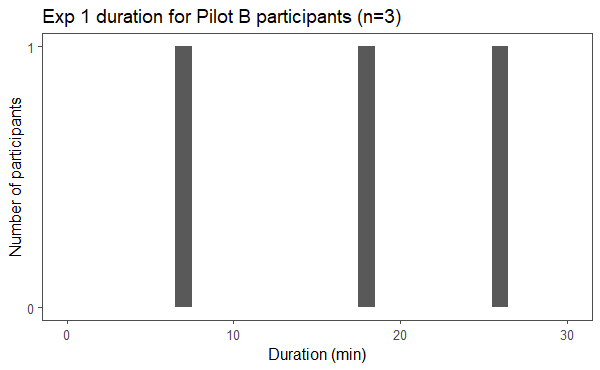 Exp 1 duration for Pilot B participants (n=3)
Number of participants
1
0
0 10 20 30
Duration (min)